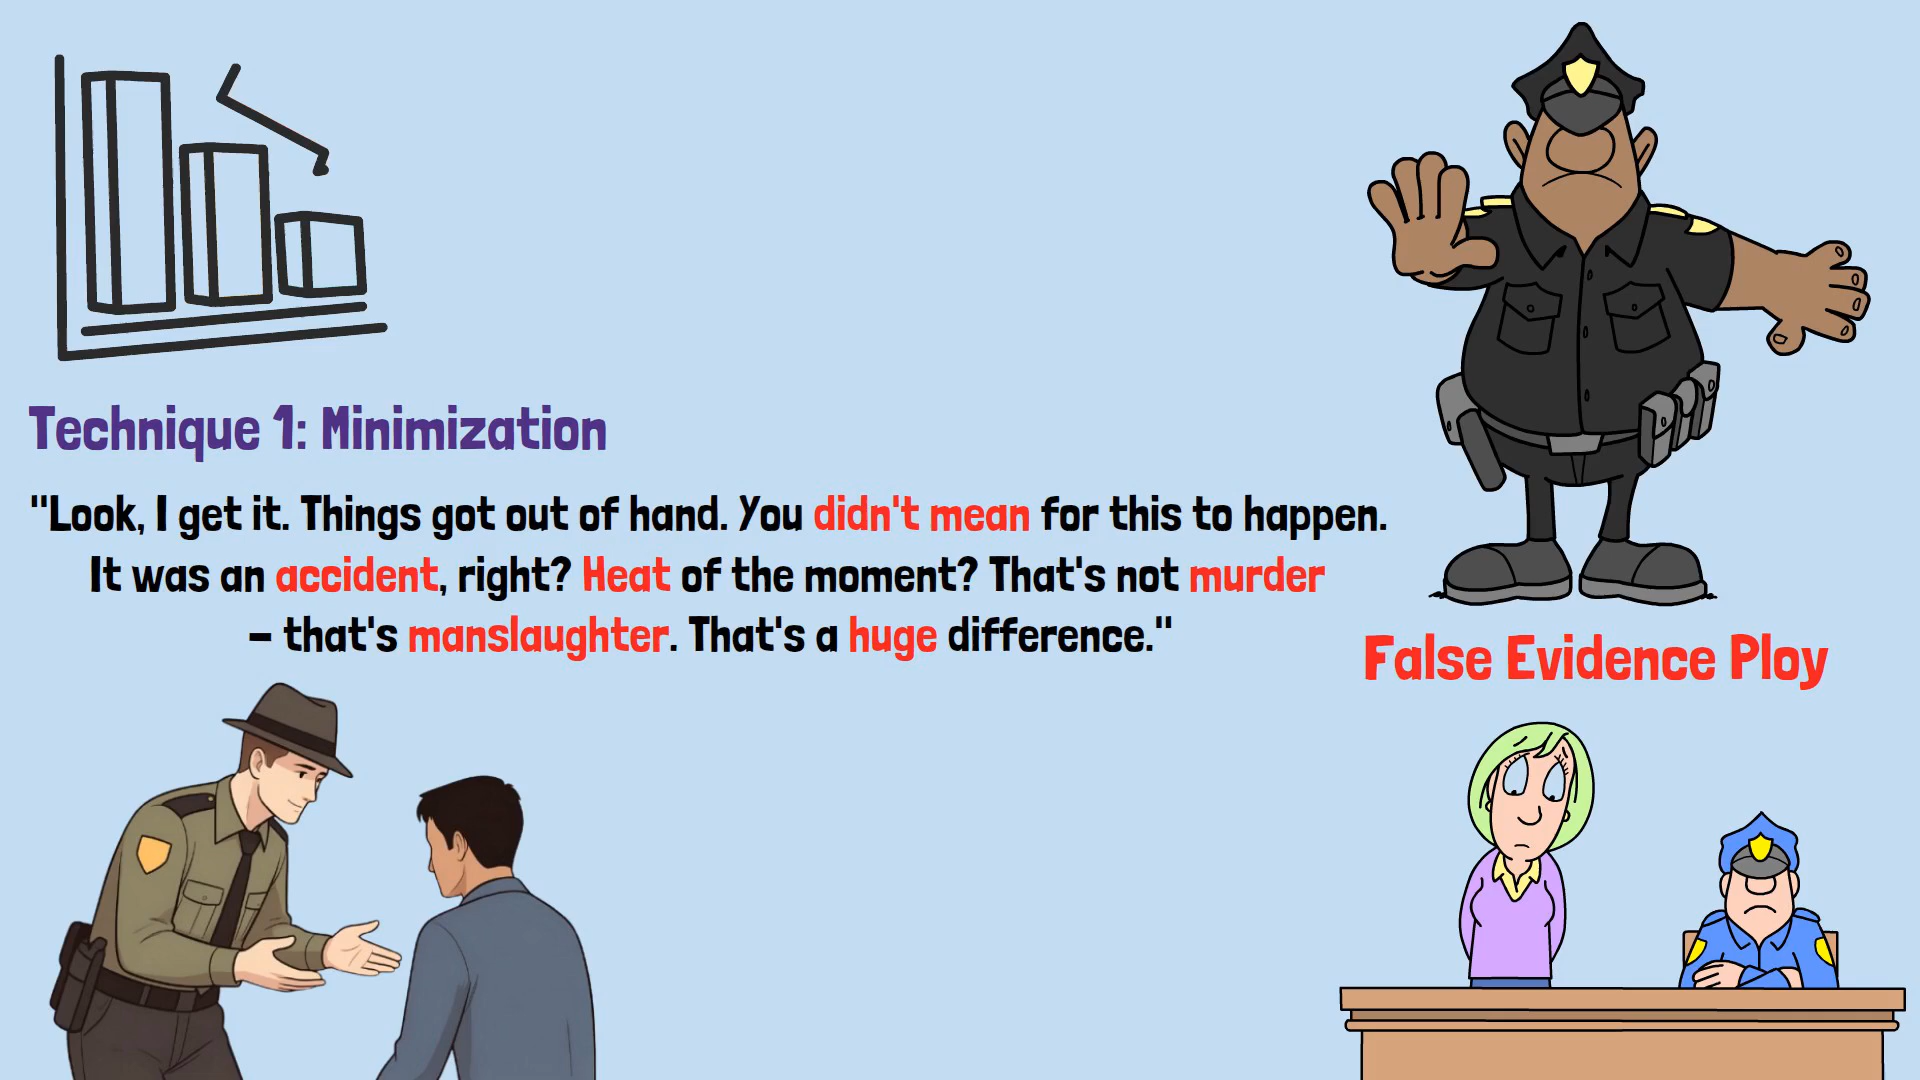 Technique 1: Minimization
"Look, I get it. Things got out of hand. You didn't mean for this to happen.
It was an accident, right? Heat of the moment? That's not murder
– that's manslaughter. That's a huge difference."
False Evidence Ploy